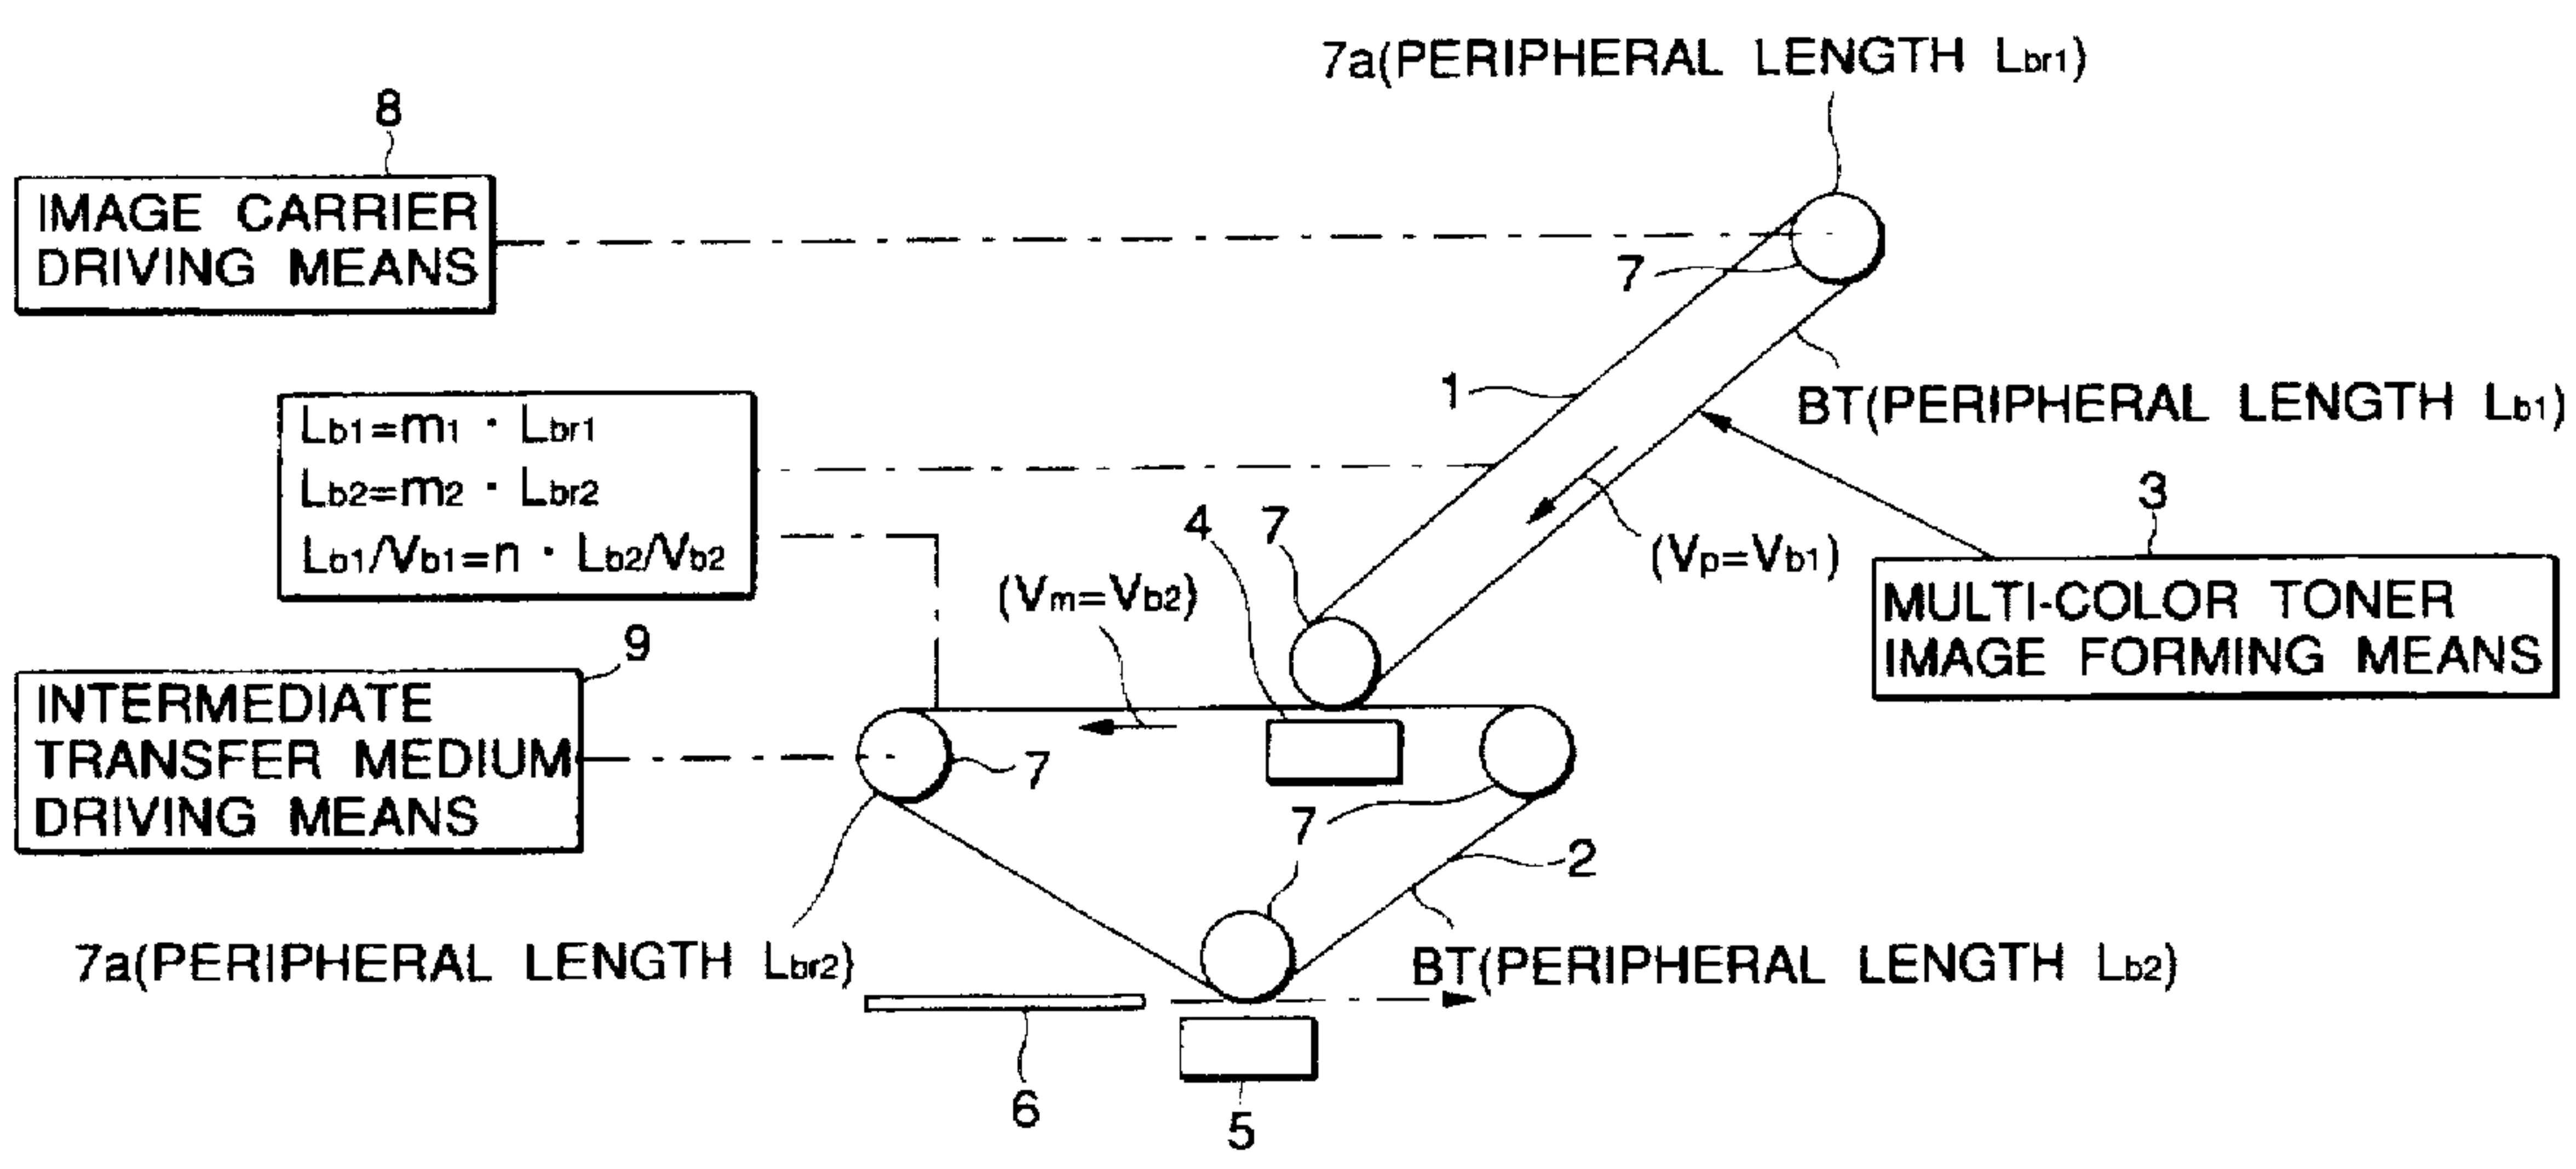 7a(PERIPHERAL LENGTH Lbr1)
8
IMAGE CARRIER
DRIVING MEANS
7
1
BT(PERIPHERAL LENGTH Lb1)
Lb1=m1 · Lbr1
Lb2=m2 · Lbr2
Lb1/Vb1=n · Lb2/Vb2
3
4
7
(Vp=Vb1)
(Vm=Vb2)
MULTI-COLOR TONER
IMAGE FORMING MEANS
9
INTERMEDIATE
TRANSFER MEDIUM
DRIVING MEANS
7
7
2
7a(PERIPHERAL LENGTH Lbr2)
BT(PERIPHERAL LENGTH Lb2)
6
5